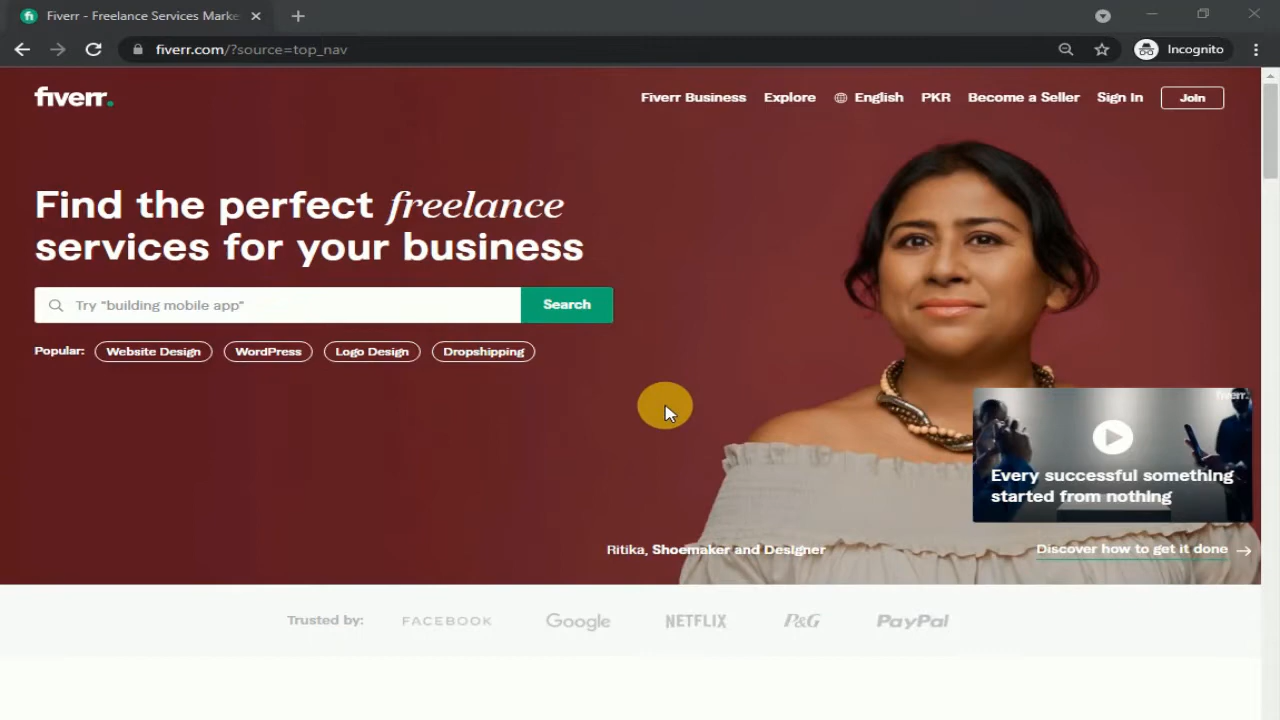 Fiverr - Freelance Services Marke
fiverr.com/?source=top_nav
Incognito
fiverr.
Fiverr Business
Explore
English
PKR
Become a Seller
Sign In
Join
Find the perfect freelance
services for your business
Try "building mobile app"
Search
Popular:
Website Design
WordPress
Logo Design
Dropshipping
fiverr.
Every successful something
started from nothing
Ritika, Shoemaker and Designer
Discover how to get it done
Trusted by:
FACEBOOK
Google
NETFLIX
P&G
PayPal